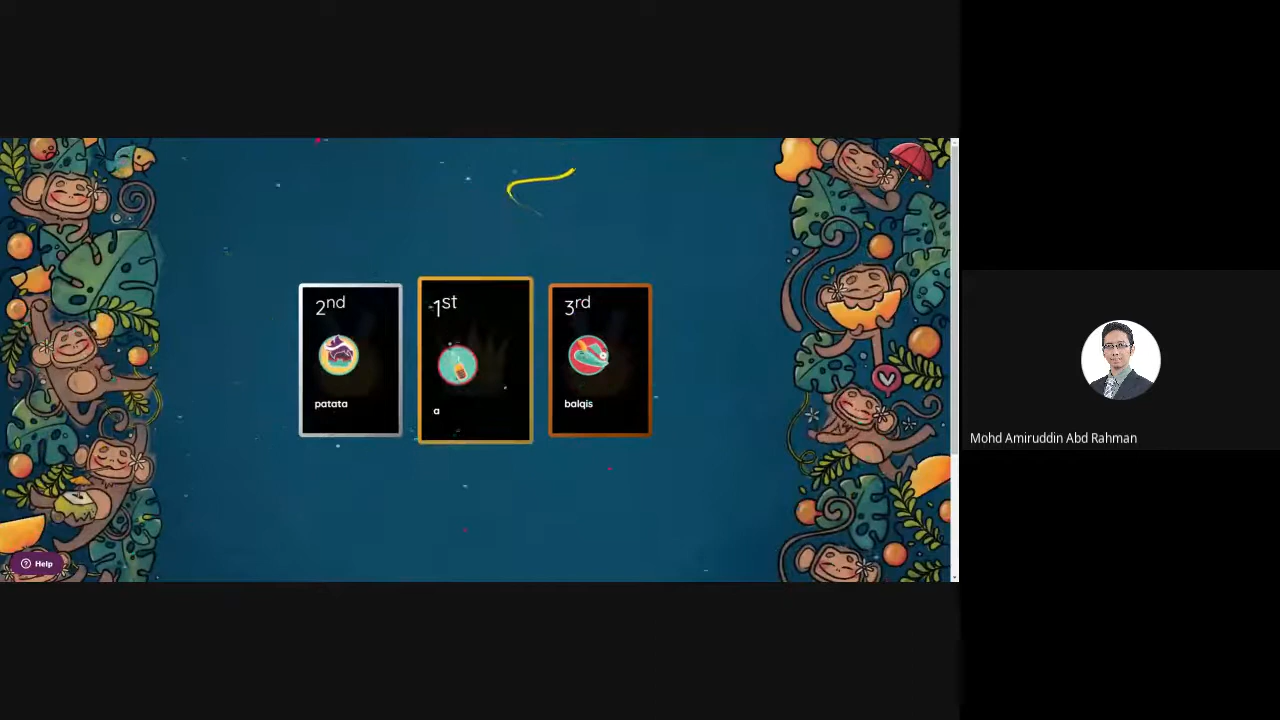 2nd
patata
1st
a
3rd
balqis
Help
Mohd Amiruddin Abd Rahman